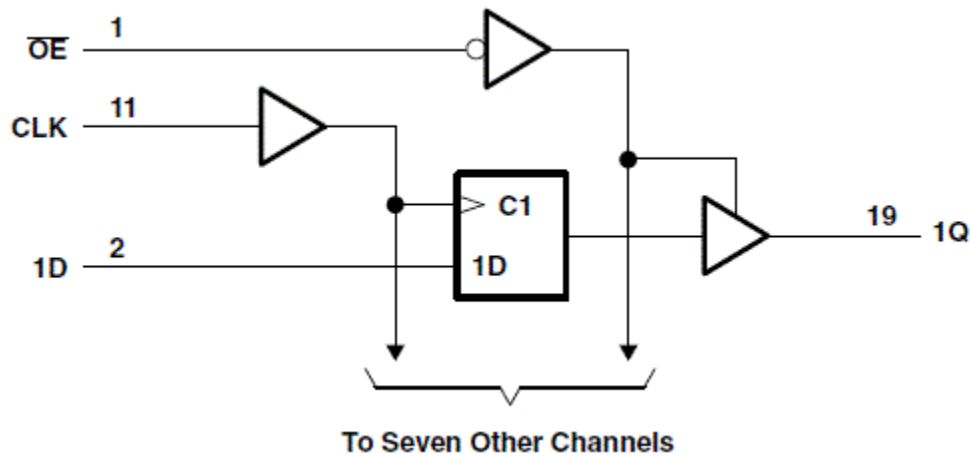 1
OE
11
CLK
C1
19
1Q
2
1D
1D
To Seven Other Channels